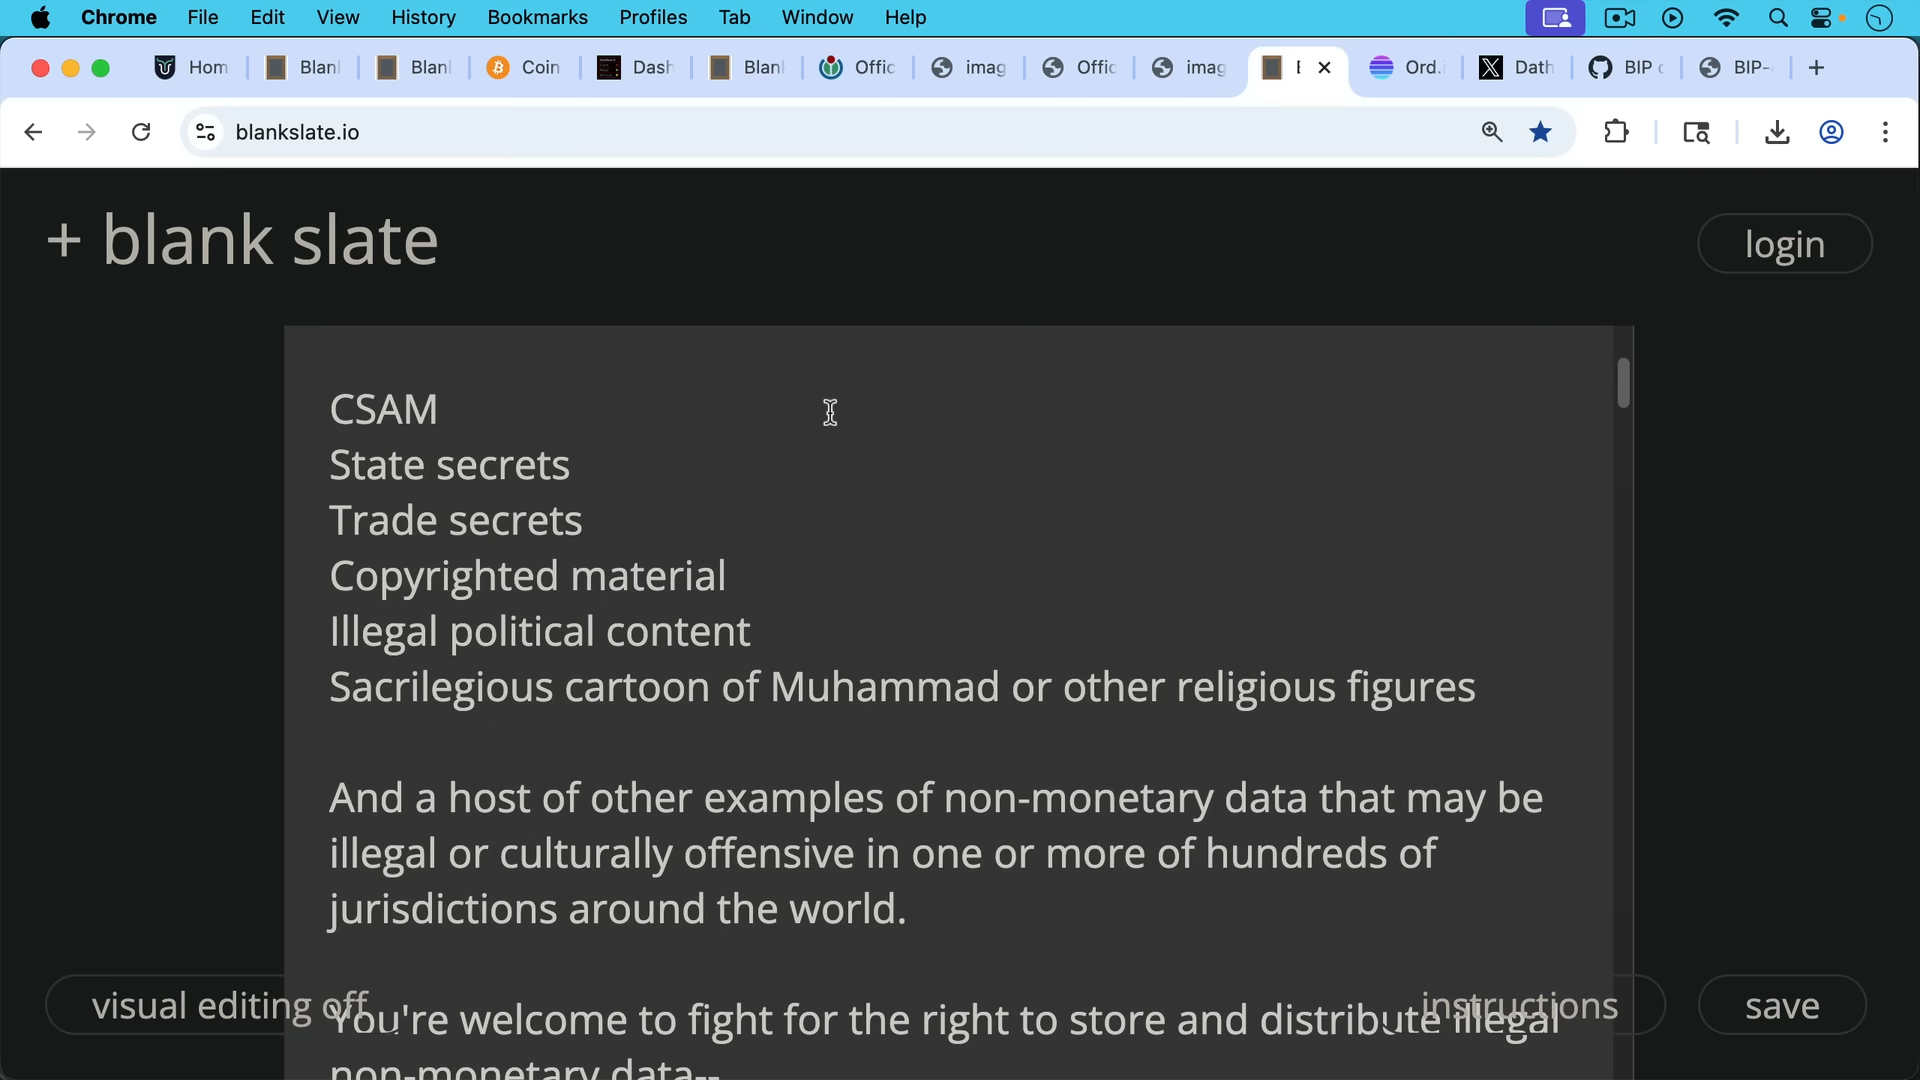 Chrome File Edit View History Bookmarks Profiles Tab Window Help
Hom Blan Blan Coin Dash Blan Offic imag Offic imag Ord. Dath BIP BIP-
blankslate.io
+ blank slate
login
CSAM
State secrets
Trade secrets
Copyrighted material
Illegal political content
Sacrilegious cartoon of Muhammad or other religious figures
And a host of other examples of non-monetary data that may be
illegal or culturally offensive in one or more of hundreds of
jurisdictions around the world.
visual editing off
You're welcome to fight for the right to store and distribute illegal
instructions
save
non-monetary data--